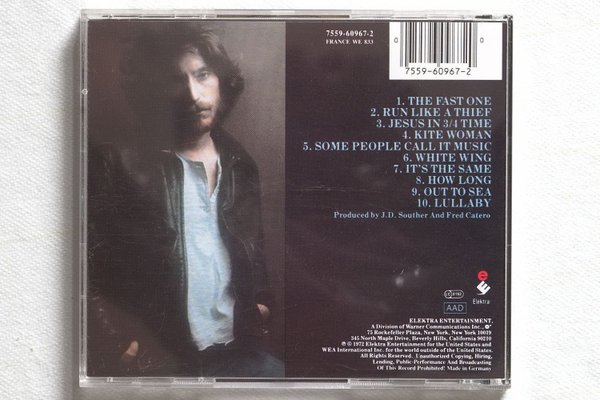 7559-60967-2
FRANCE WE 833
0
0
7559-60967-2
1. THE FAST ONE
2. RUN LIKE A THIEF
3. JESUS IN 3/4 TIME
4. KITE WOMAN
5. SOME PEOPLE CALL IT MUSIC
6. WHITE WING
7. IT'S THE SAME
8. HOW LONG
9. OUT TO SEA
10. LULLABY
Produced by J.D. Souther And Fred Catero
e
Elektra
AAD
ELEKTRA ENTERTAINMENT,
A Division of Warner Communications Inc.,
75 Rockefeller Plaza, New York, New York 10019
345 North Maple Drive, Beverly Hills, California 90210
℗ © 1972 Elektra Entertainment for the United States and
WEA International Inc. for the world outside of the United States.
All Rights Reserved. Unauthorized Copying, Hiring,
Lending, Public Performance And Broadcasting
Of This Record Prohibited! Made in Germany